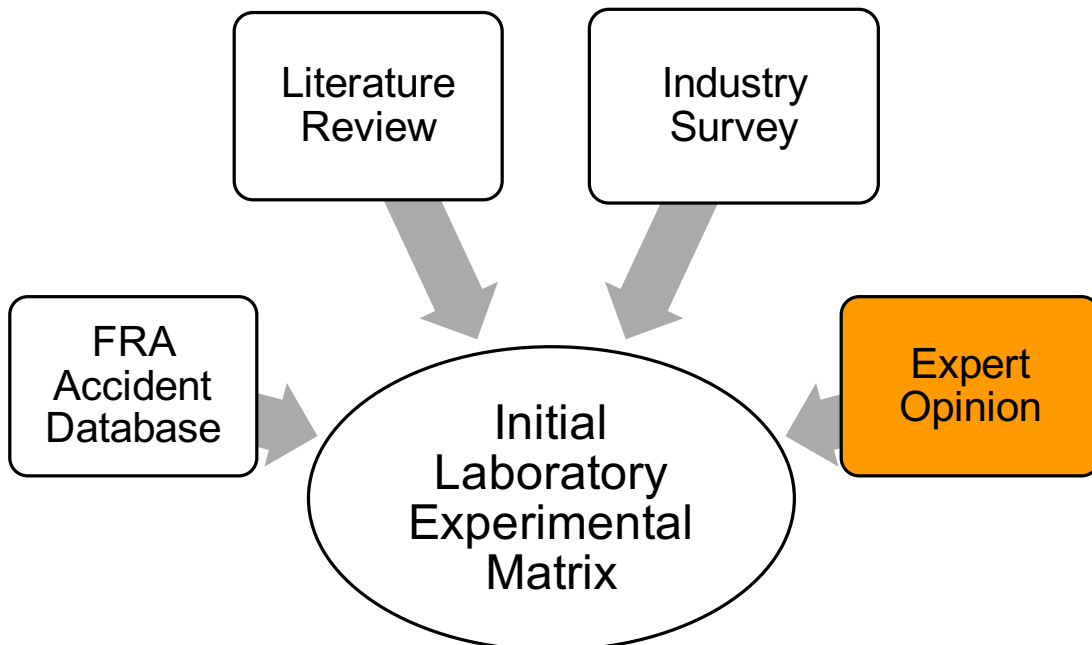 Literature
Review
Industry
Survey
FRA
Accident
Database
Expert
Opinion
Initial
Laboratory
Experimental
Matrix